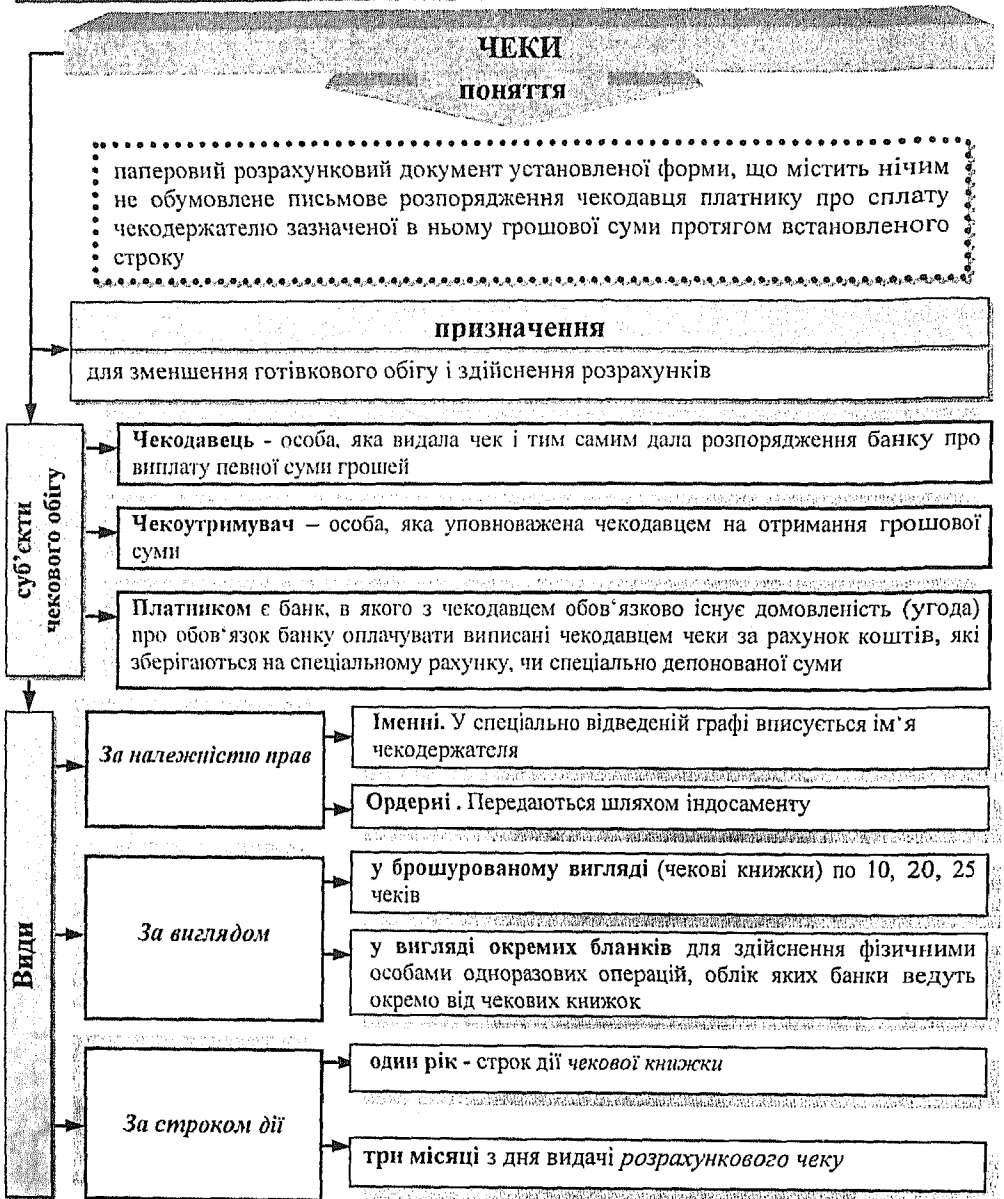 ЧЕКИ
поняття
паперовий розрахунковий документ установленої форми, що містить нічим
не обумовлене письмове розпорядження чекодавця платнику про сплату
чекодержателю зазначеної в ньому грошової суми протягом встановленого
строку
призначення
для зменшення готівкового обігу і здійснення розрахунків
суб'єкти
чекового обігу
Чекодавець - особа, яка видала чек і тим самим дала розпорядження банку про
виплату певної суми грошей
Чекоутримувач – особа, яка уповноважена чекодавцем на отримання грошової
суми
Платником є банк, в якого з чекодавцем обов'язково існує домовленість (угода)
про обов'язок банку оплачувати виписані чекодавцем чеки за рахунок коштів, які
зберігаються на спеціальному рахунку, чи спеціально депонованої суми
Види
За належністю прав
Іменні. У спеціально відведеній графі вписується ім'я
чекодержателя
Ордерні . Передаються шляхом індосаменту
За виглядом
у брошурованому вигляді (чекові книжки) по 10, 20, 25
чеків
у вигляді окремих бланків для здійснення фізичними
особами одноразових операцій, облік яких банки ведуть
окремо від чекових книжок
За строком дії
один рік - строк дії чекової книжки
три місяці з дня видачі розрахункового чеку